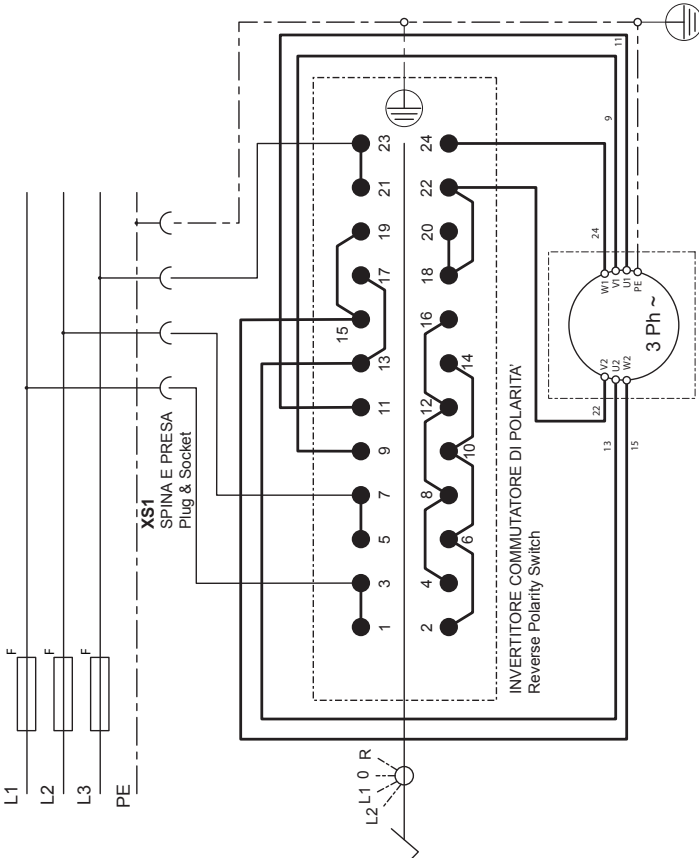 L1
L2
L3
PE
F
F
F
XS1
SPINA E PRESA
Plug & Socket
1
3
5
7
9
11
13
15
17
19
21
23
2
4
6
8
10
12
14
16
18
20
22
24
INVERTITORE COMMUTATORE DI POLARITA'
Reverse Polarity Switch
L2 L1 0 R
11
9
24
W1
V1
U1
PE
3 Ph ~
V2
U2
W2
22
13
15